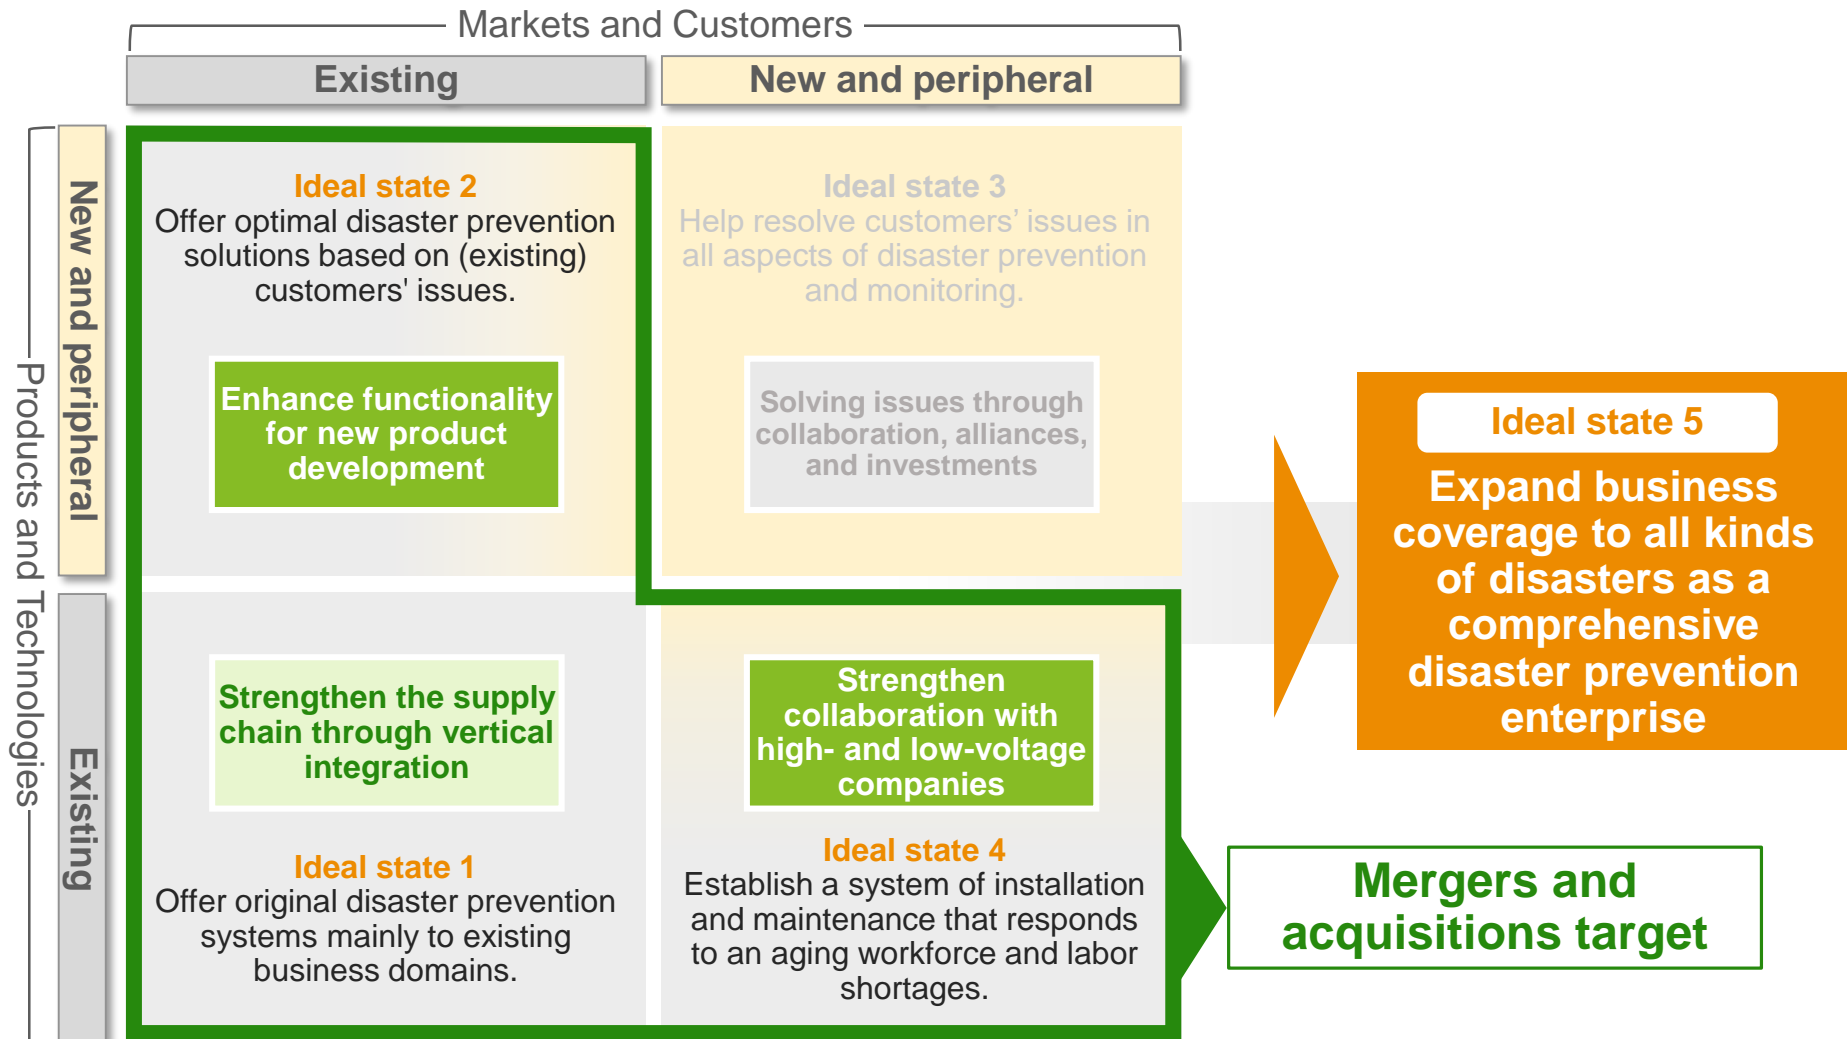 Markets and Customers
Existing
New and peripheral
Products and Technologies
New and peripheral
Existing
Ideal state 2
Offer optimal disaster prevention
solutions based on (existing)
customers' issues.
Enhance functionality
for new product
development
Ideal state 3
Help resolve customers’ issues in
all aspects of disaster prevention
and monitoring.
Solving issues through
collaboration, alliances,
and investments
Strengthen the supply
chain through vertical
integration
Ideal state 1
Offer original disaster prevention
systems mainly to existing
business domains.
Strengthen
collaboration with
high- and low-voltage
companies
Ideal state 4
Establish a system of installation
and maintenance that responds
to an aging workforce and labor
shortages.
Ideal state 5
Expand business
coverage to all kinds
of disasters as a
comprehensive
disaster prevention
enterprise
Mergers and
acquisitions target